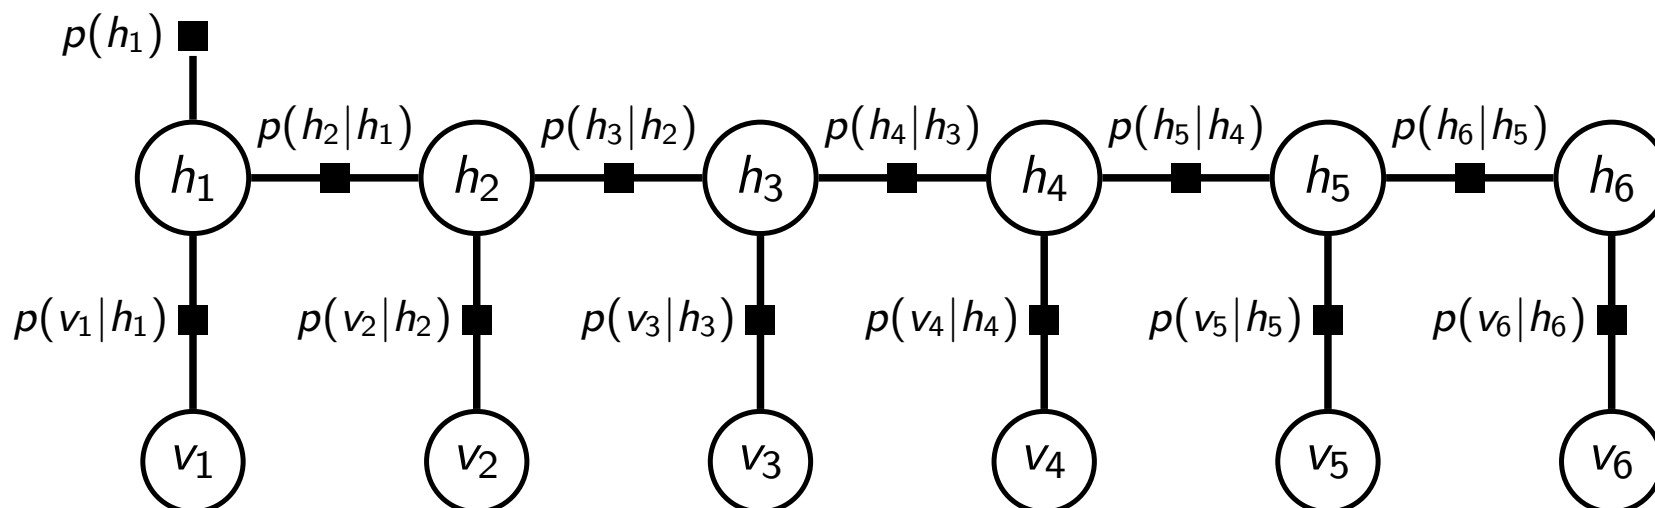 p(h₁)
p(h₂|h₁) p(h₃|h₂) p(h₄|h₃) p(h₅|h₄) p(h₆|h₅)
h₁ h₂ h₃ h₄ h₅ h₆
p(v₁|h₁) p(v₂|h₂) p(v₃|h₃) p(v₄|h₄) p(v₅|h₅) p(v₆|h₆)
v₁ v₂ v₃ v₄ v₅ v₆